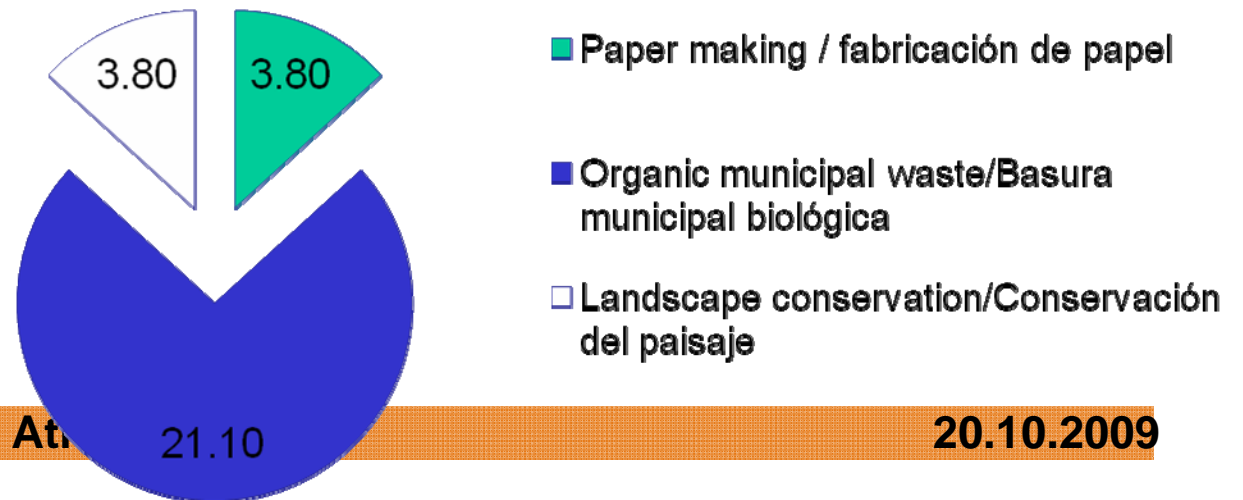 3.80
3.80
Paper making / fabricación de papel
Organic municipal waste/Basura
municipal biológica
Landscape conservation/Conservación
del paisaje
21.10
20.10.2009